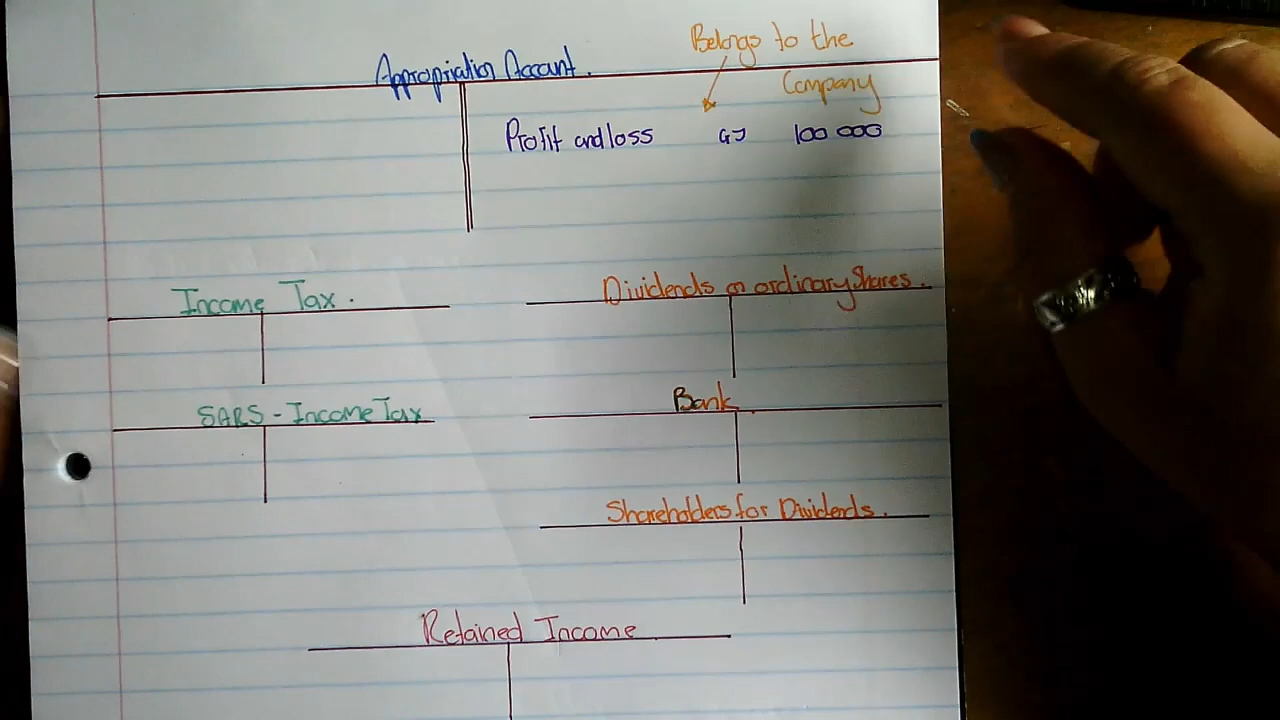 Belongs to the
Appropriation Account.
Company
Profit and loss GJ 100 000
Income Tax.
Dividends on ordinary Shares.
SARS - Income Tax
Bank
Shareholders for Dividends.
Retained Income